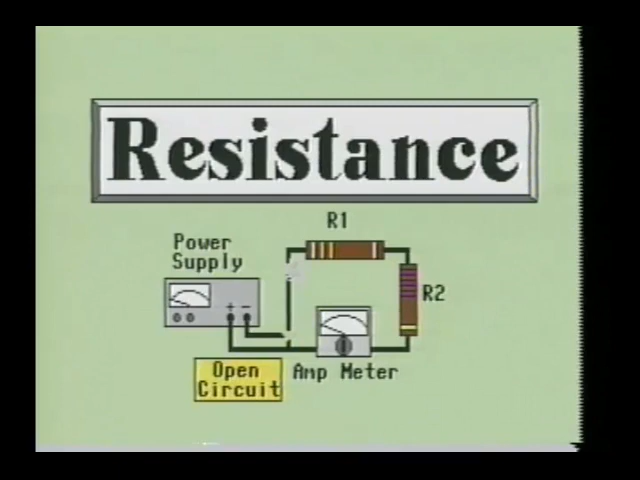 Resistance
R1
Power
Supply
+ -
R2
Open
Circuit
Amp Meter